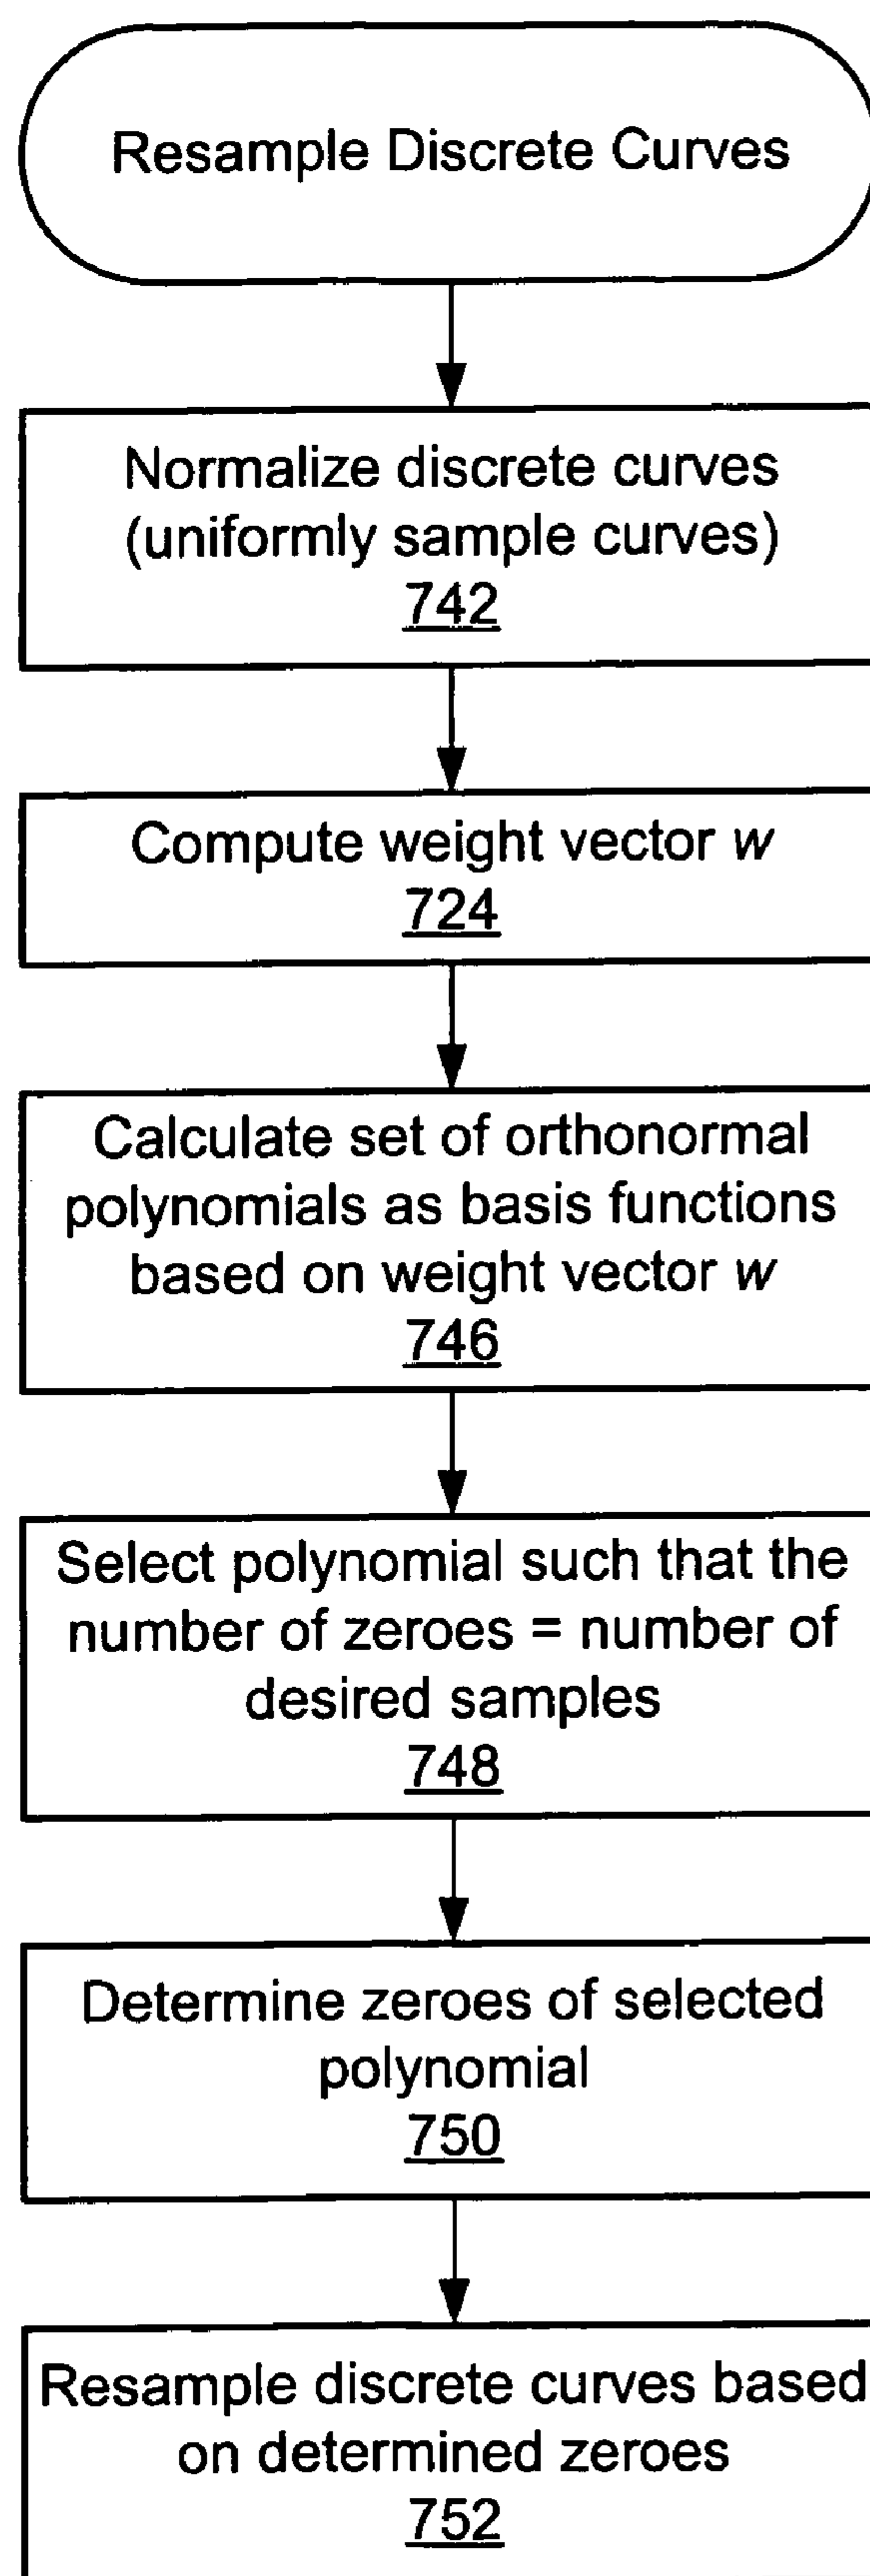 Resample Discrete Curves
Normalize discrete curves
(uniformly sample curves)
742
Compute weight vector w
724
Calculate set of orthonormal
polynomials as basis functions
based on weight vector w
746
Select polynomial such that the
number of zeroes = number of
desired samples
748
Determine zeroes of selected
polynomial
750
Resample discrete curves based
on determined zeroes
752